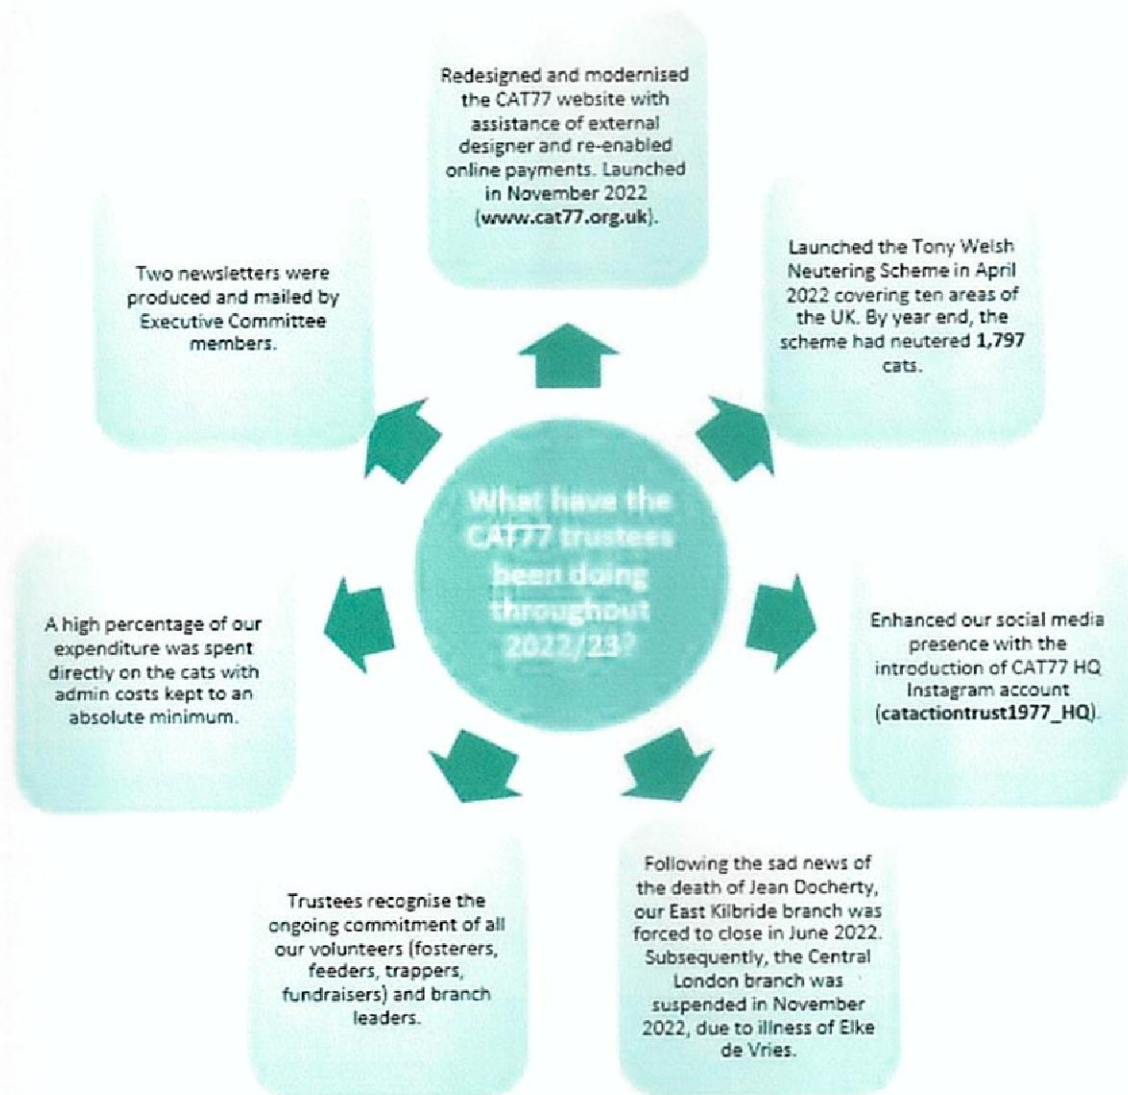 Redesigned and modernised
the CAT77 website with
assistance of external
designer and re-enabled
online payments. Launched
in November 2022
(www.cat77.org.uk).
Launched the Tony Welsh
Neutering Scheme in April
2022 covering ten areas of
the UK. By year end, the
scheme had neutered 1,797
cats.
Two newsletters were
produced and mailed by
Executive Committee
members.
What have the
CAT77 trustees
been doing
throughout
2022/23?
Enhanced our social media
presence with the
introduction of CAT77 HQ
Instagram account
(catactiontrust1977_HQ).
A high percentage of our
expenditure was spent
directly on the cats with
admin costs kept to an
absolute minimum.
Following the sad news of
the death of Jean Docherty,
our East Kilbride branch was
forced to close in June 2022.
Subsequently, the Central
London branch was
suspended in November
2022, due to illness of Elke
de Vries.
Trustees recognise the
ongoing commitment of all
our volunteers (fosterers,
feeders, trappers,
fundraisers) and branch
leaders.